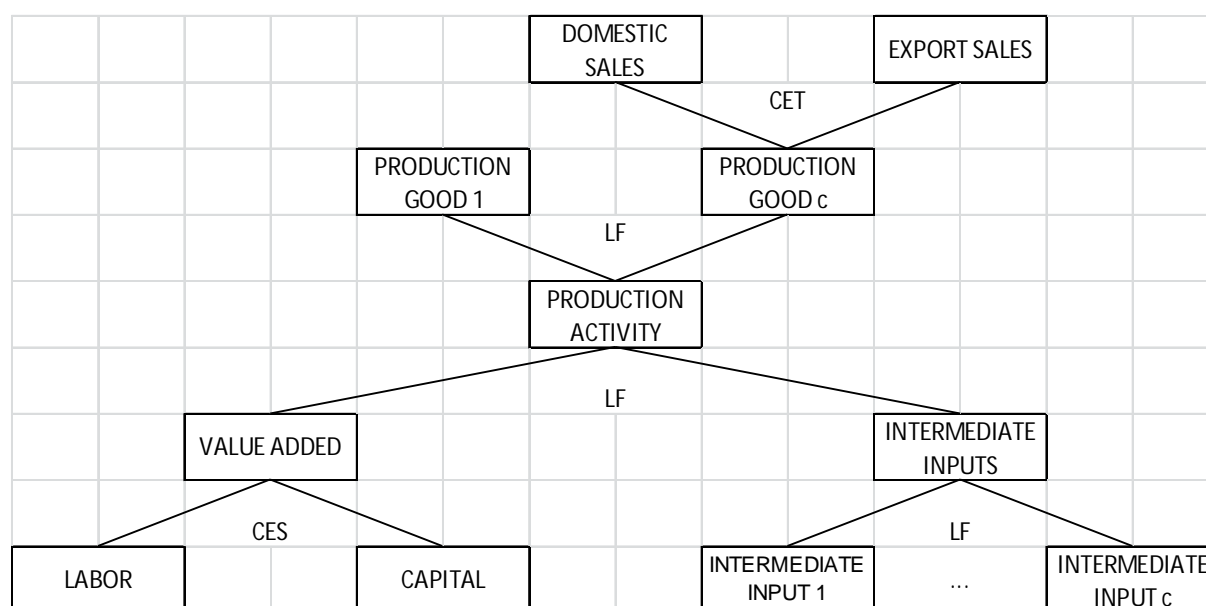 DOMESTIC
SALES
EXPORT SALES
CET
PRODUCTION
GOOD 1
PRODUCTION
GOOD c
LF
PRODUCTION
ACTIVITY
LF
VALUE ADDED
INTERMEDIATE
INPUTS
CES
LF
LABOR
CAPITAL
INTERMEDIATE
INPUT 1
...
INTERMEDIATE
INPUT c